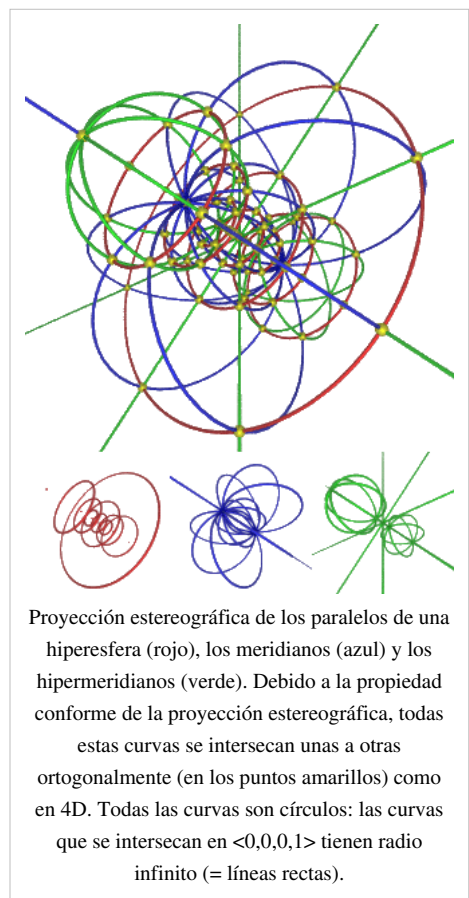 Proyección estereográfica de los paralelos de una
hiperesfera (rojo), los meridianos (azul) y los
hipermeridianos (verde). Debido a la propiedad
conforme de la proyección estereográfica, todas
estas curvas se intersecan unas a otras
ortogonalmente (en los puntos amarillos) como
en 4D. Todas las curvas son círculos: las curvas
que se intersecan en <0,0,0,1> tienen radio
infinito (= líneas rectas).